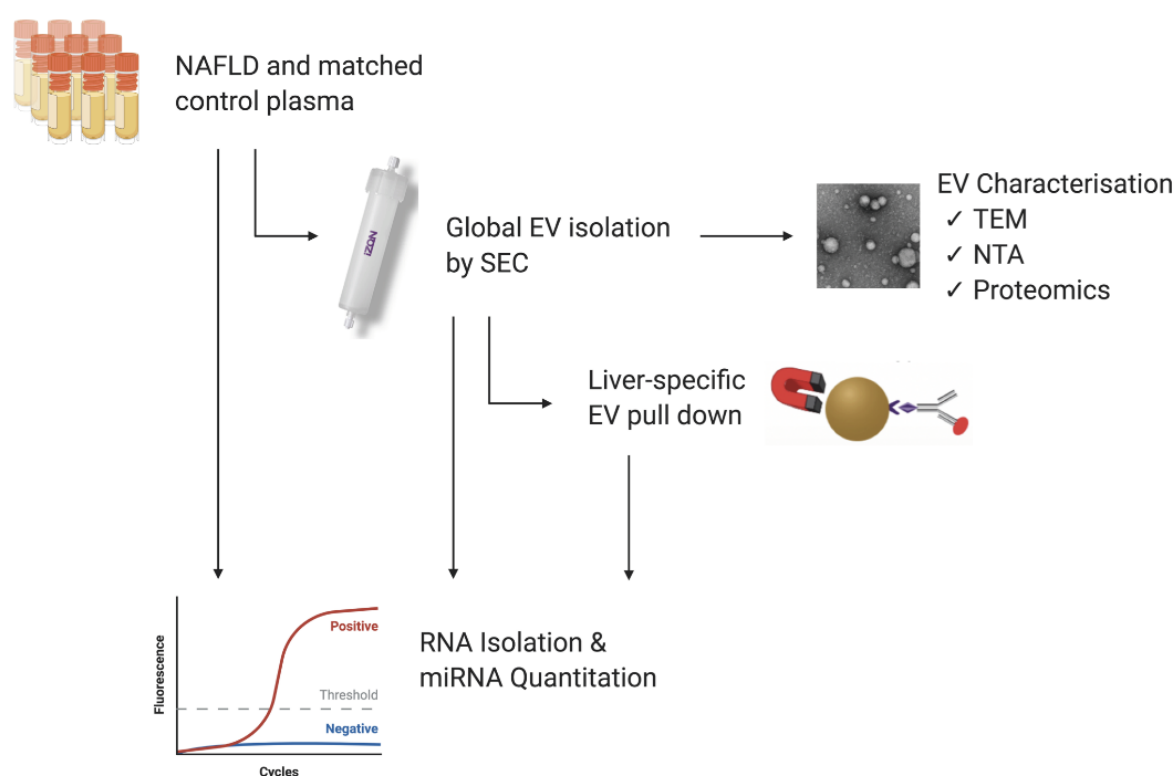 NAFLD and matched
control plasma
IZON
Global EV isolation
by SEC
EV Characterisation
✓ TEM
✓ NTA
✓ Proteomics
Liver-specific
EV pull down
RNA Isolation &
miRNA Quantitation
Fluorescence
Positive
Threshold
Negative
Cycles